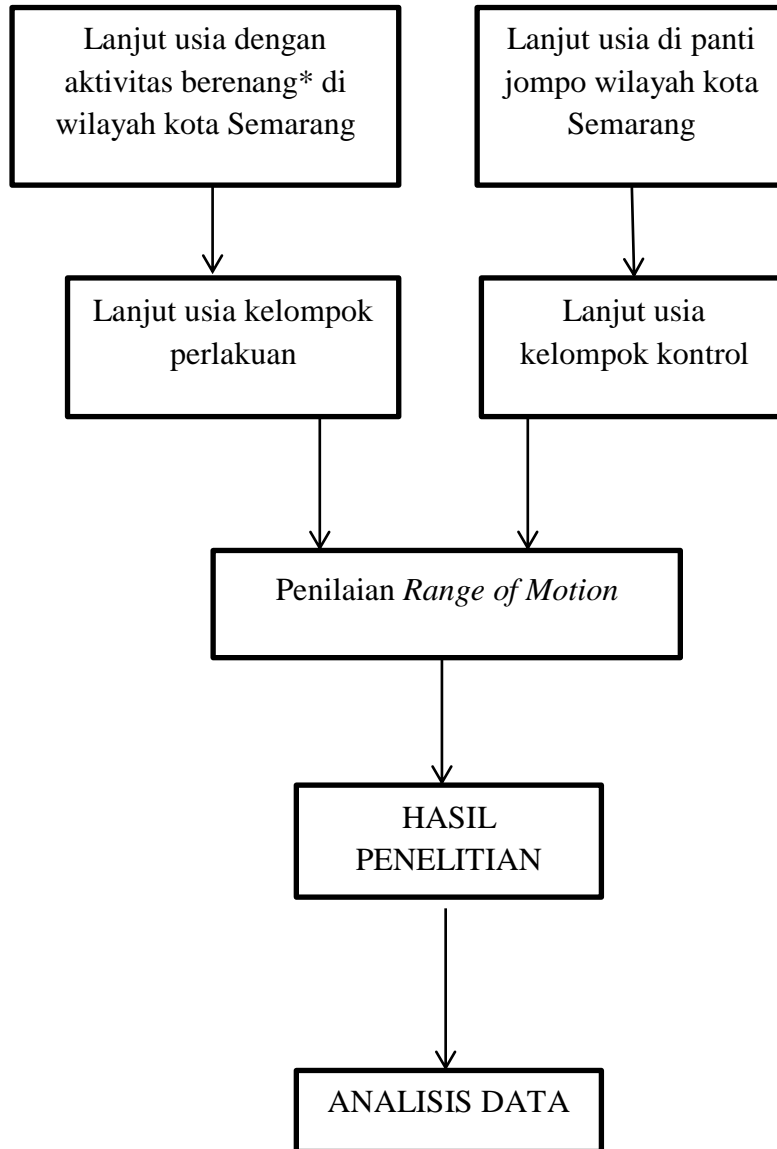 Lanjut usia dengan
aktivitas berenang* di
wilayah kota Semarang
Lanjut usia di panti
jompo wilayah kota
Semarang
Lanjut usia kelompok
perlakuan
Lanjut usia
kelompok kontrol
Penilaian Range of Motion
HASIL
PENELITIAN
ANALISIS DATA